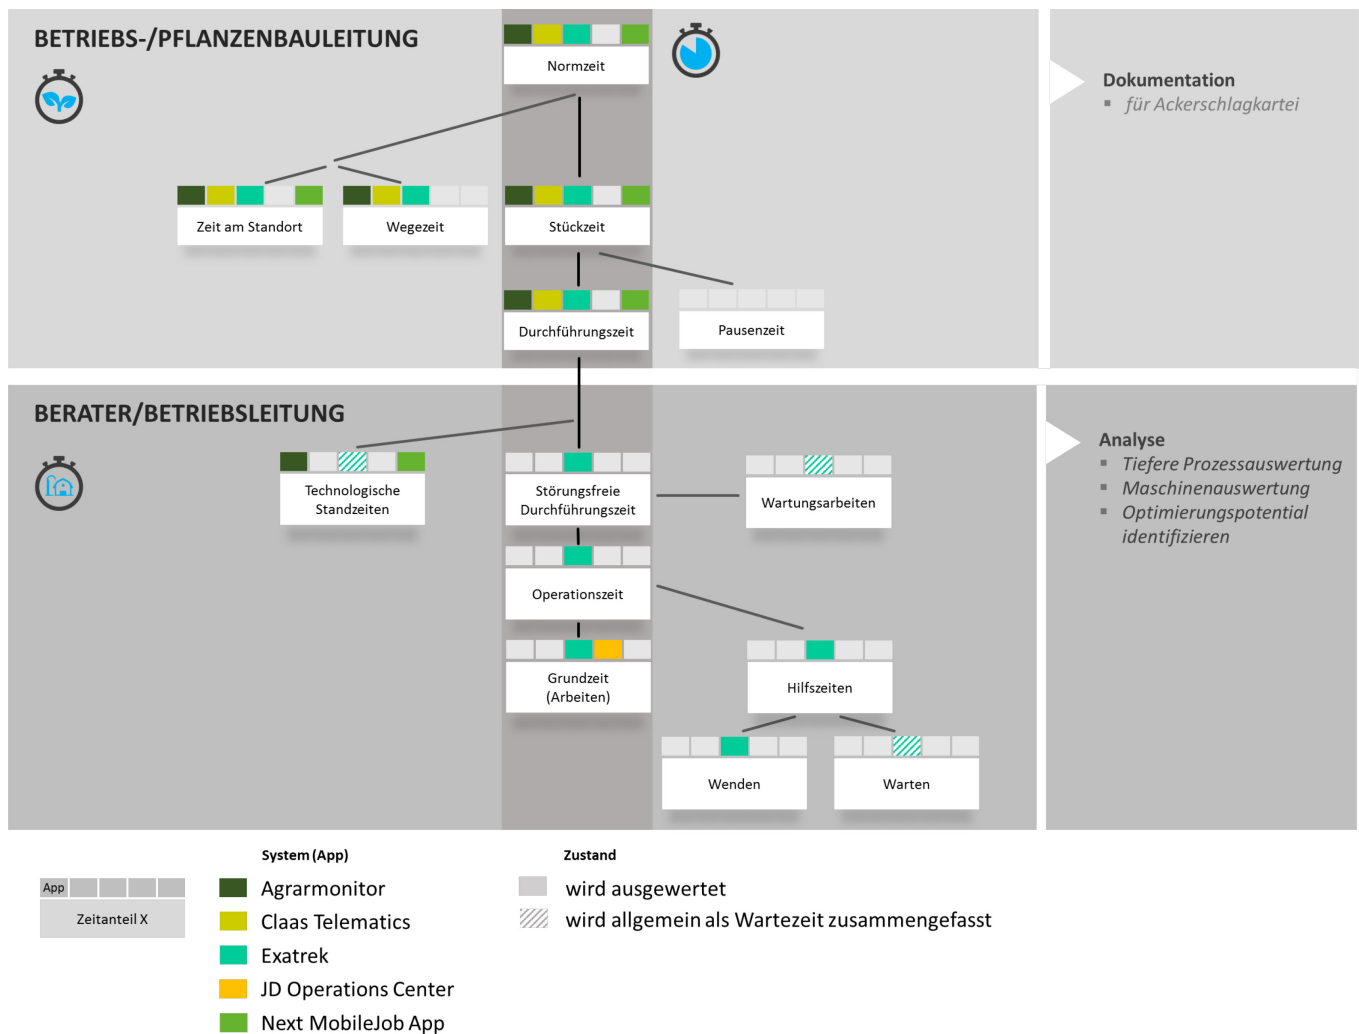 BETRIEBS-/PFLANZENBAULEITUNG
Normzeit
Dokumentation
▪ für Ackerschlagkartei
Zeit am Standort
Wegezeit
Stückzeit
Durchführungszeit
Pausenzeit
BERATER/BETRIEBSLEITUNG
Analyse
▪ Tiefere Prozessauswertung
▪ Maschinenauswertung
▪ Optimierungspotential
identifizieren
Technologische
Standzeiten
Störungsfreie
Durchführungszeit
Wartungsarbeiten
Operationszeit
Grundzeit
(Arbeiten)
Hilfszeiten
Wenden
Warten
System (App)
Zustand
App
Zeitanteil X
Agrarmonitor
Claas Telematics
Exatrek
JD Operations Center
Next MobileJob App
wird ausgewertet
wird allgemein als Wartezeit zusammengefasst